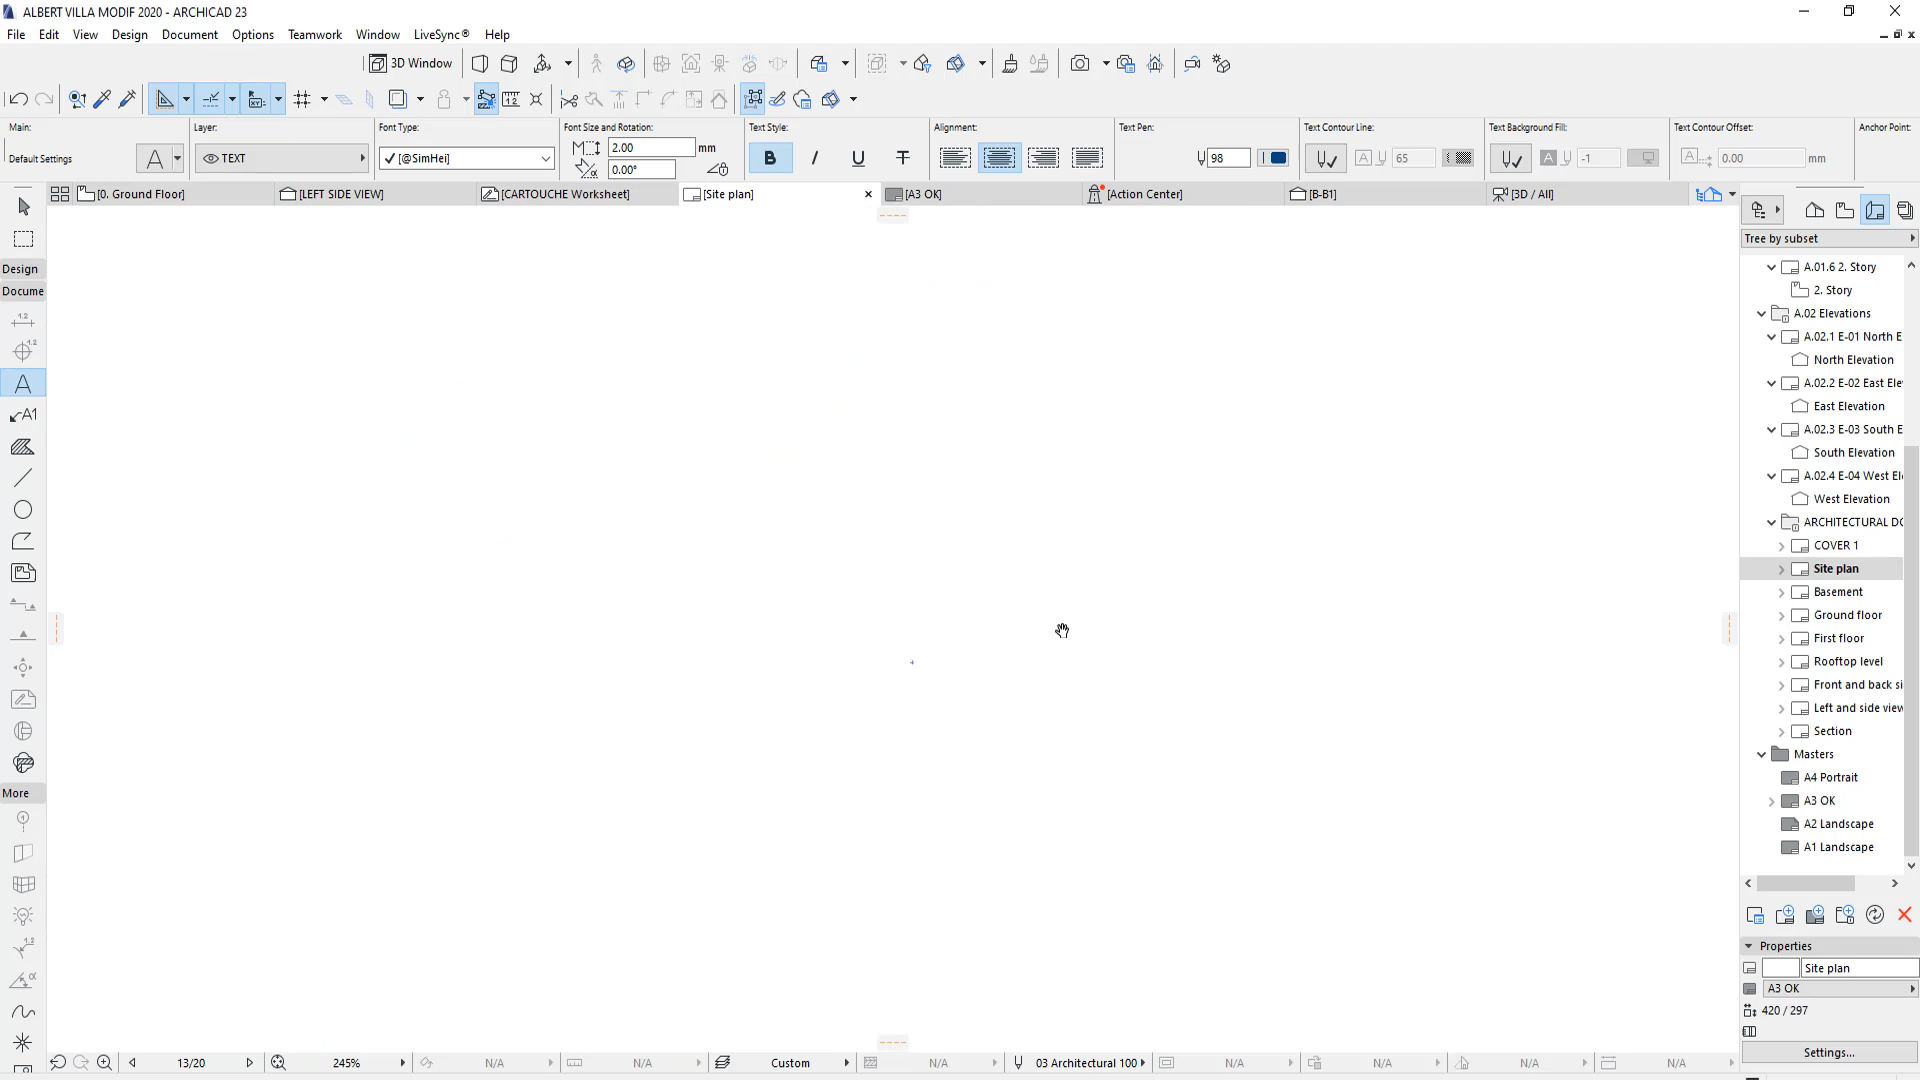 ALBERT VILLA MODIF 2020 - ARCHICAD 23
File Edit View Design Document Options Teamwork Window LiveSync® Help
3D Window
Main: Layer: Font Type: Font Size and Rotation: Text Style: Alignment: Text Pen: Text Contour Line: Text Background Fill: Text Contour Offset: Anchor Point:
Default Settings A TEXT [@SimHei] 2.00 mm 0.00° B I U T 98 65 -1 0.00 mm
[0. Ground Floor] [LEFT SIDE VIEW] [CARTOUCHE Worksheet] [Site plan] [A3 OK] [Action Center] [B-B1] [3D / All]
Tree by subset
Design
Docume
1.2
1.2
A
A1
More
A.01.6 2. Story
2. Story
A.02 Elevations
A.02.1 E-01 North E
North Elevation
A.02.2 E-02 East Ele
East Elevation
A.02.3 E-03 South E
South Elevation
A.02.4 E-04 West El
West Elevation
ARCHITECTURAL DO
COVER 1
Site plan
Basement
Ground floor
First floor
Rooftop level
Front and back si
Left and side view
Section
Masters
A4 Portrait
A3 OK
A2 Landscape
A1 Landscape
Properties
Site plan
A3 OK
420 / 297
Settings...
13/20 245% N/A N/A Custom N/A 03 Architectural 100 N/A N/A N/A N/A